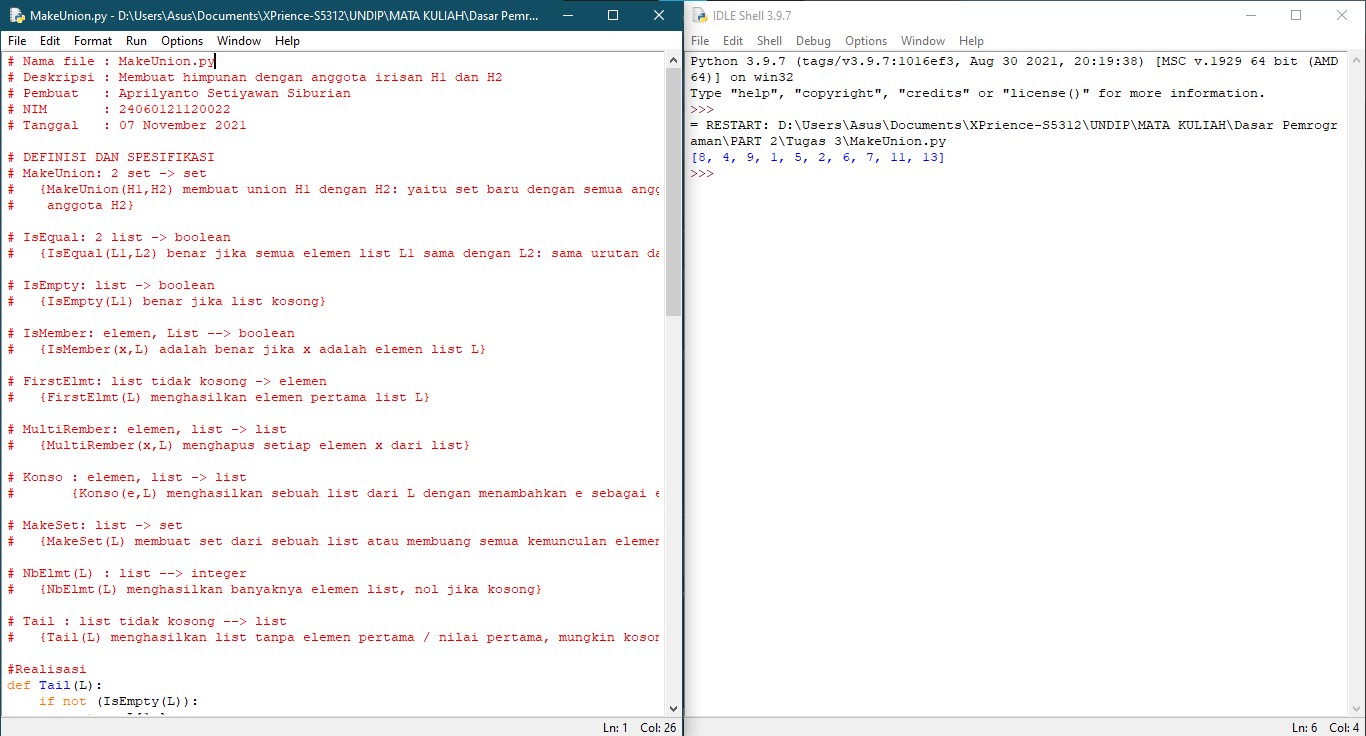 MakeUnion.py - D:\Users\Asus\Documents\XPrience-S5312\UNDIP\MATA KULIAH\Dasar Pemr...
File Edit Format Run Options Window Help
# Nama file : MakeUnion.py
# Deskripsi : Membuat himpunan dengan anggota irisan H1 dan H2
# Pembuat   : Aprilyanto Setiyawan Siburian
# NIM       : 24060121120022
# Tanggal   : 07 November 2021
# DEFINISI DAN SPESIFIKASI
# MakeUnion: 2 set -> set
#   {MakeUnion(H1,H2) membuat union H1 dengan H2: yaitu set baru dengan semua angg
#    anggota H2}
# IsEqual: 2 list -> boolean
#   {IsEqual(L1,L2) benar jika semua elemen list L1 sama dengan L2: sama urutan da
# IsEmpty: list -> boolean
#   {IsEmpty(L1) benar jika list kosong}
# IsMember: elemen, List --> boolean
#   {IsMember(x,L) adalah benar jika x adalah elemen list L}
# FirstElmt: list tidak kosong -> elemen
#   {FirstElmt(L) menghasilkan elemen pertama list L}
# MultiRember: elemen, list -> list
#   {MultiRember(x,L) menghapus setiap elemen x dari list}
# Konso : elemen, list -> list
#       {Konso(e,L) menghasilkan sebuah list dari L dengan menambahkan e sebagai e
# MakeSet: list -> set
#   {MakeSet(L) membuat set dari sebuah list atau membuang semua kemunculan elemen
# NbElmt(L) : list --> integer
#   {NbElmt(L) menghasilkan banyaknya elemen list, nol jika kosong}
# Tail : list tidak kosong --> list
#   {Tail(L) menghasilkan list tanpa elemen pertama / nilai pertama, mungkin koson
#Realisasi
def Tail(L):
    if not (IsEmpty(L)):
Ln: 1 Col: 26
IDLE Shell 3.9.7
File Edit Shell Debug Options Window Help
Python 3.9.7 (tags/v3.9.7:1016ef3, Aug 30 2021, 20:19:38) [MSC v.1929 64 bit (AMD
64)] on win32
Type "help", "copyright", "credits" or "license()" for more information.
>>>
= RESTART: D:\Users\Asus\Documents\XPrience-S5312\UNDIP\MATA KULIAH\Dasar Pemrogr
aman\PART 2\Tugas 3\MakeUnion.py
[8, 4, 9, 1, 5, 2, 6, 7, 11, 13]
>>>
Ln: 6 Col: 4